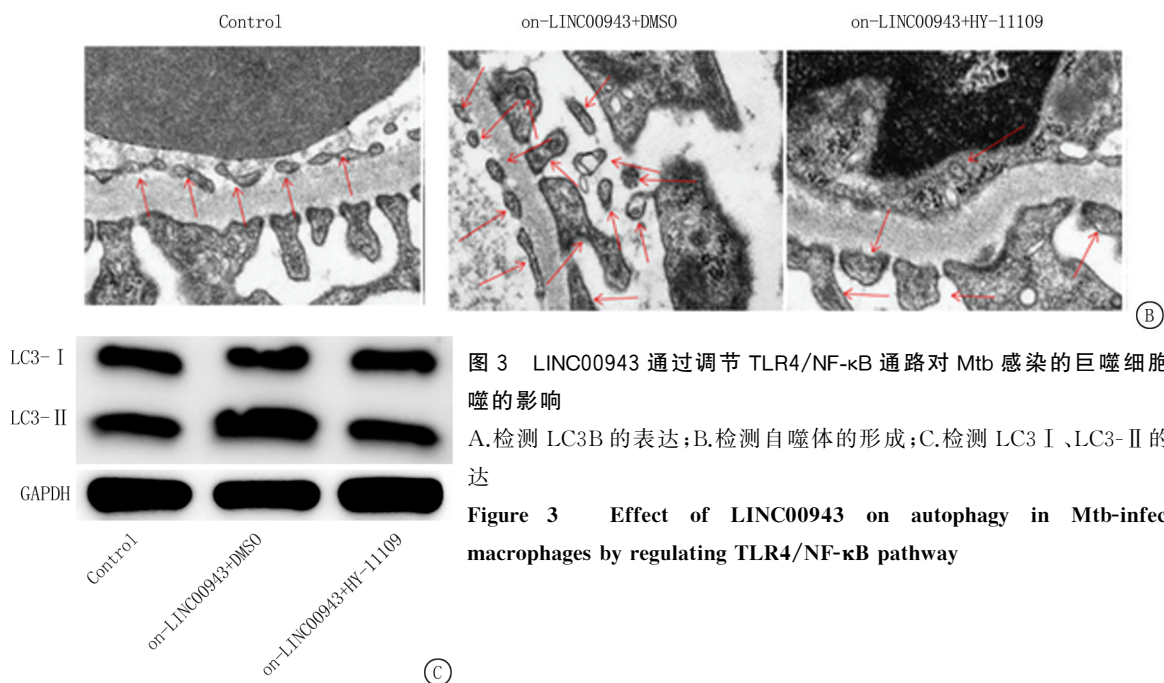 Control
on-LINC00943+DMSO
on-LINC00943+HY-11109
B
LC3-Ⅰ
LC3-Ⅱ
GAPDH
Control
on-LINC00943+DMSO
on-LINC00943+HY-11109
C
图 3 LINC00943 通过调节 TLR4/NF-κB 通路对 Mtb 感染的巨噬细胞
噬的影响
A.检测 LC3B 的表达;B.检测自噬体的形成;C.检测 LC3Ⅰ、LC3-Ⅱ的
达
Figure 3 Effect of LINC00943 on autophagy in Mtb-infec
macrophages by regulating TLR4/NF-κB pathway